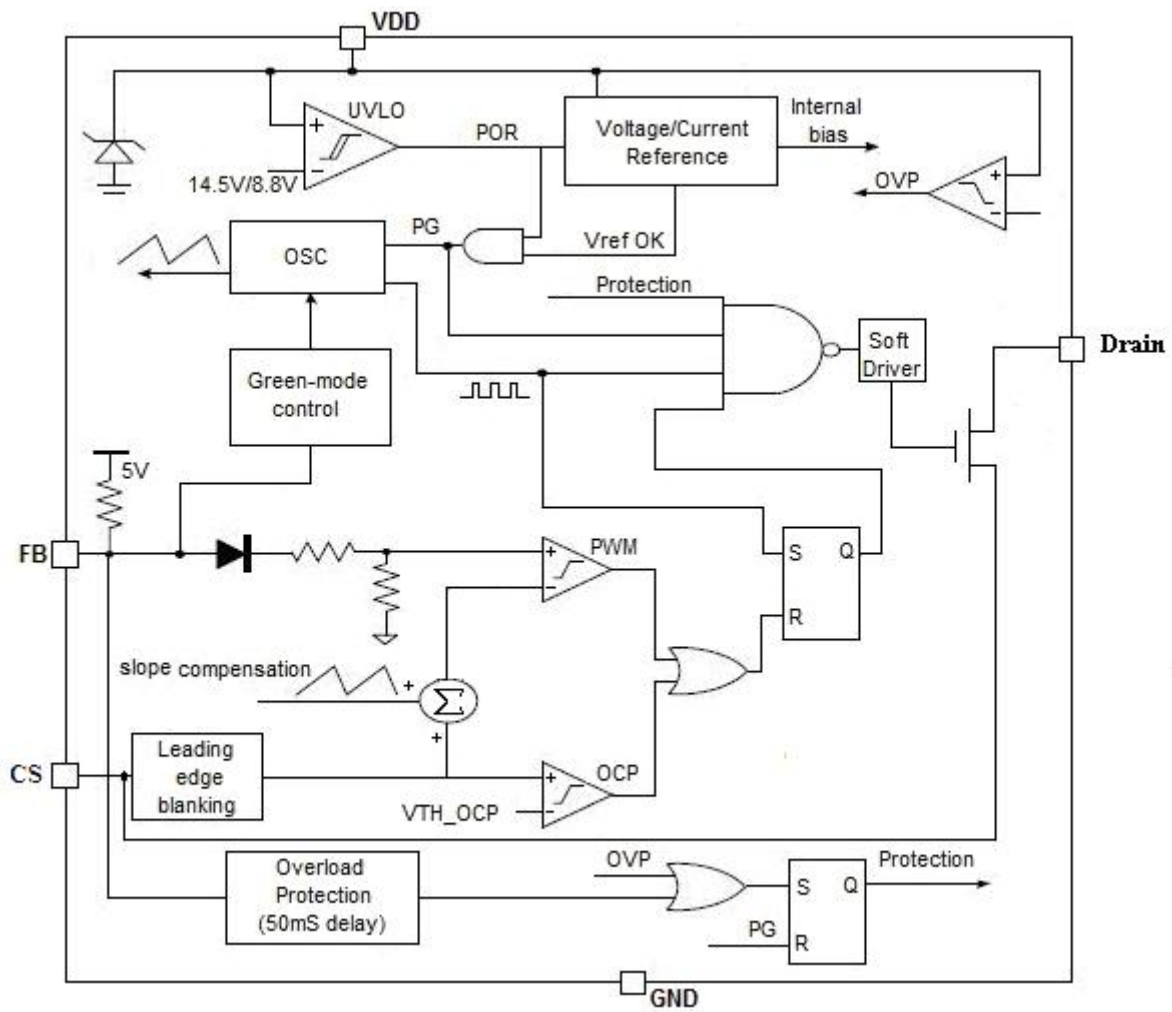 VDD
UVLO
POR
14.5V/8.8V
Voltage/Current
Reference
Internal
bias
OVP
PG
Vref OK
OSC
Protection
Soft
Driver
Drain
Green-mode
control
5V
FB
PWM
S
Q
R
slope compensation
Σ
CS
Leading
edge
blanking
OCP
VTH_OCP
Overload
Protection
(50mS delay)
OVP
S
Q
Protection
PG
R
GND